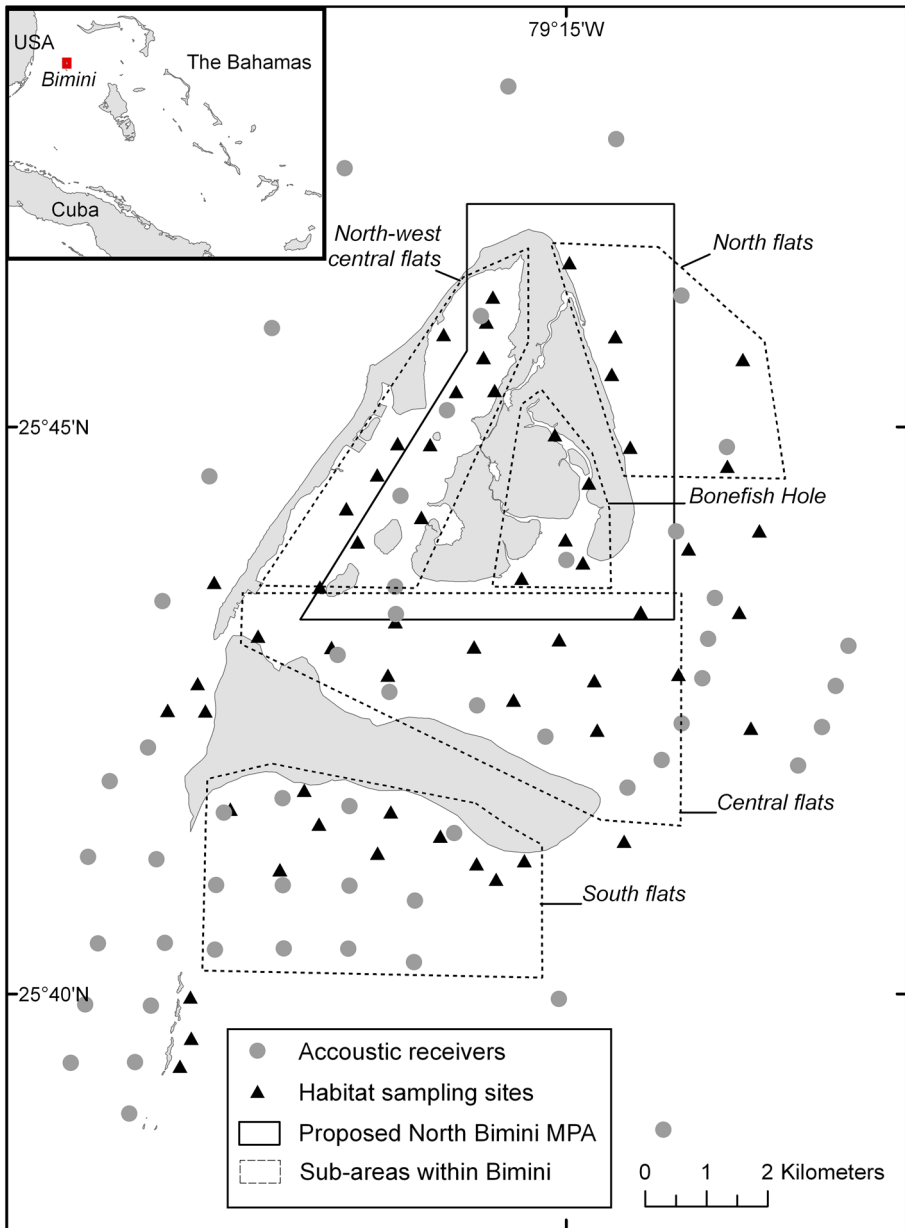 79°15'W
USA
The Bahamas
Bimini
Cuba
North-west
central flats
North flats
25°45'N
Bonefish Hole
Central flats
South flats
25°40'N
Accoustic receivers
Habitat sampling sites
Proposed North Bimini MPA
Sub-areas within Bimini
0 1 2 Kilometers